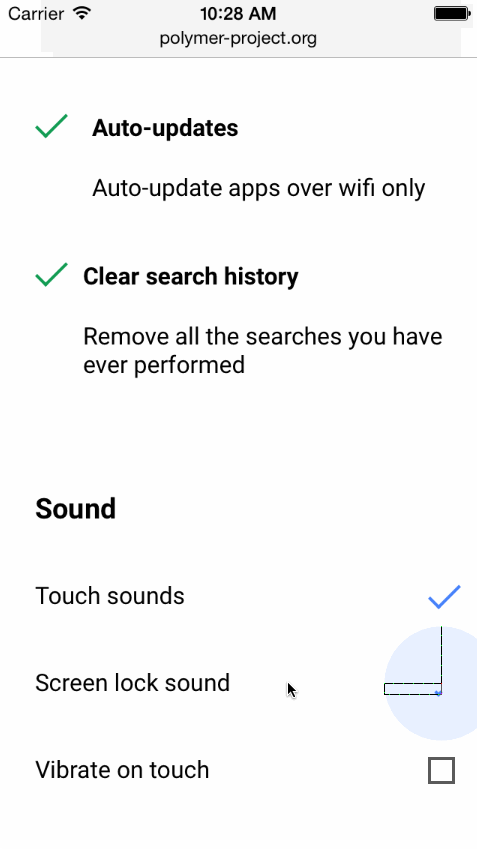 Carrier 10:28 AM
polymer-project.org
Auto-updates
Auto-update apps over wifi only
Clear search history
Remove all the searches you have
ever performed
Sound
Touch sounds
Screen lock sound
Vibrate on touch